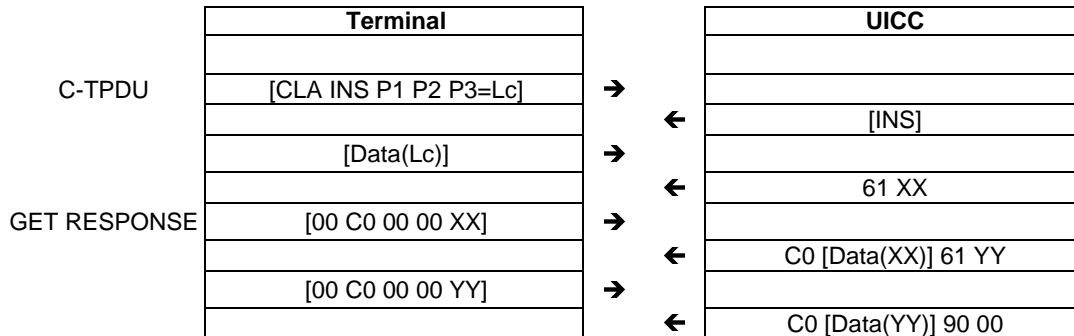 Terminal UICC
C-TPDU [CLA INS P1 P2 P3=Lc] ➔
← [INS]
[Data(Lc)] ➔
← 61 XX
GET RESPONSE [00 C0 00 00 XX] ➔
← C0 [Data(XX)] 61 YY
[00 C0 00 00 YY] ➔
← C0 [Data(YY)] 90 00